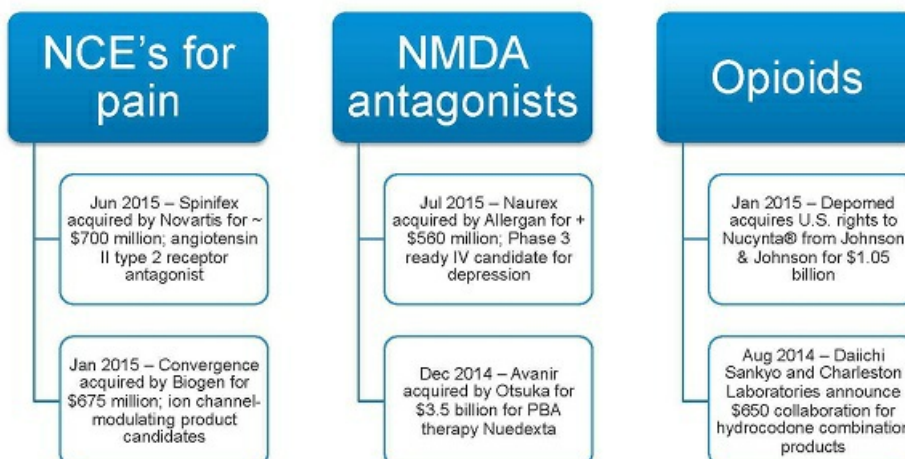 NCE's for
pain
Jun 2015 – Spinifex
acquired by Novartis for ~
$700 million; angiotensin
II type 2 receptor
antagonist
Jan 2015 – Convergence
acquired by Biogen for
$675 million; ion channel-
modulating product
candidates
NMDA
antagonists
Jul 2015 – Naurex
acquired by Allergan for +
$560 million; Phase 3
ready IV candidate for
depression
Dec 2014 – Avanir
acquired by Otsuka for
$3.5 billion for PBA
therapy Nuedexta
Opioids
Jan 2015 – Depomed
acquires U.S. rights to
Nucynta® from Johnson
& Johnson for $1.05
billion
Aug 2014 – Daiichi
Sankyo and Charleston
Laboratories announce
$650 collaboration for
hydrocodone combination
products